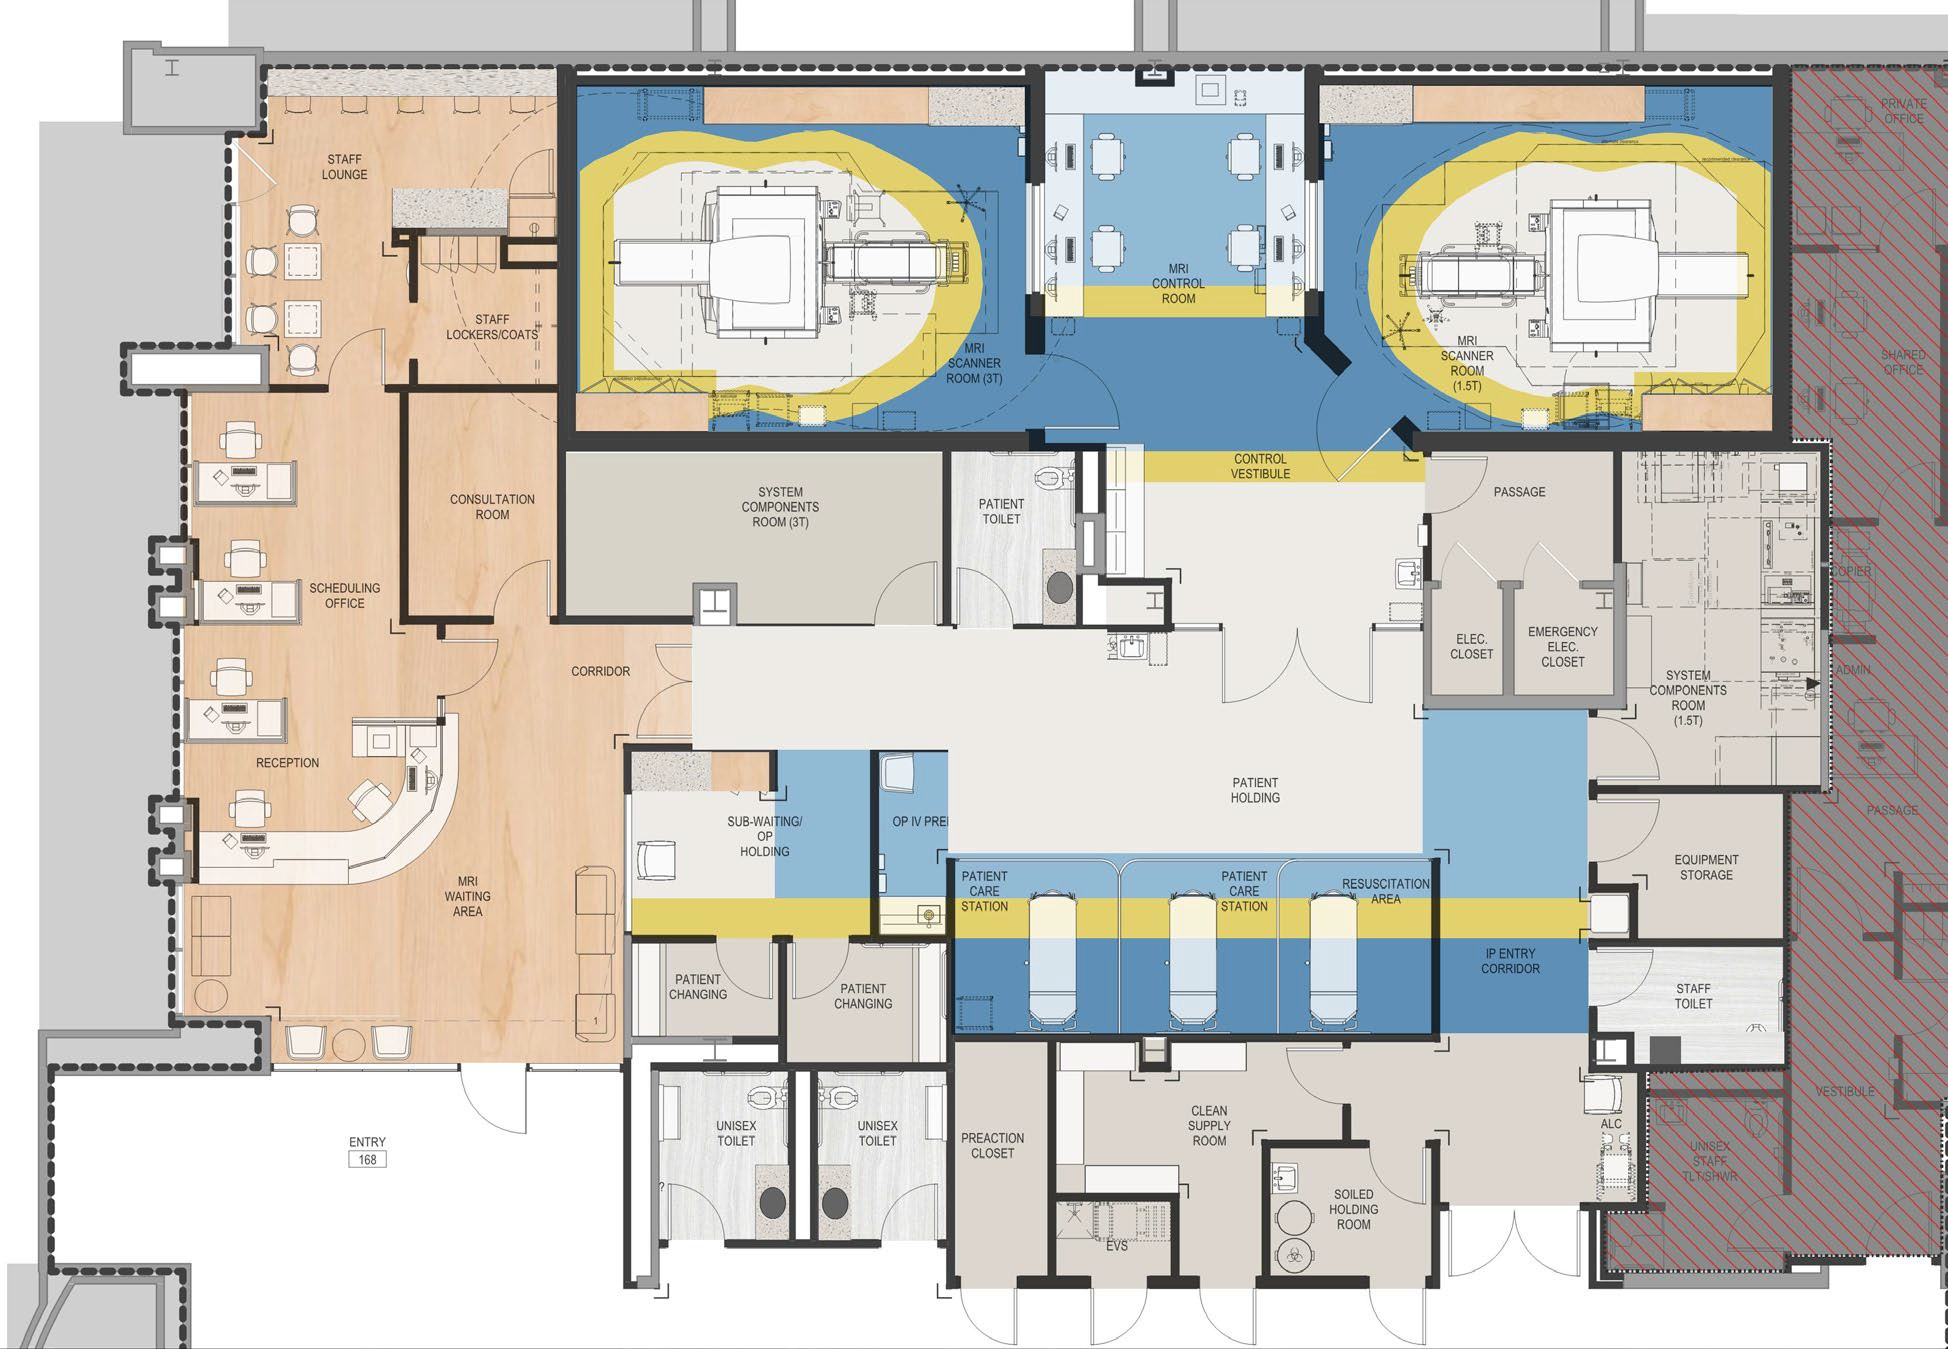 STAFF
LOUNGE
STAFF
LOCKERS/COATS
MRI
SCANNER
ROOM (3T)
MRI
CONTROL
ROOM
MRI
SCANNER
ROOM
(1.5T)
recommended clearance
PRIVATE
OFFICE
SHARED
OFFICE
CONSULTATION
ROOM
SYSTEM
COMPONENTS
ROOM (3T)
PATIENT
TOILET
CONTROL
VESTIBULE
PASSAGE
SCHEDULING
OFFICE
ELEC.
CLOSET
EMERGENCY
ELEC.
CLOSET
SYSTEM
COMPONENTS
ROOM
(1.5T)
COPIER
ADMIN
CORRIDOR
RECEPTION
PATIENT
HOLDING
SUB-WAITING/
OP
HOLDING
OP IV PRE
PASSAGE
MRI
WAITING
AREA
PATIENT
CARE
STATION
PATIENT
CARE
STATION
RESUSCITATION
AREA
EQUIPMENT
STORAGE
IP ENTRY
CORRIDOR
PATIENT
CHANGING
PATIENT
CHANGING
STAFF
TOILET
1
VESTIBULE
ENTRY
168
UNISEX
TOILET
UNISEX
TOILET
?
PREACTION
CLOSET
CLEAN
SUPPLY
ROOM
ALC
UNISEX
STAFF
TLT/SHWR
SOILED
HOLDING
ROOM
EVS